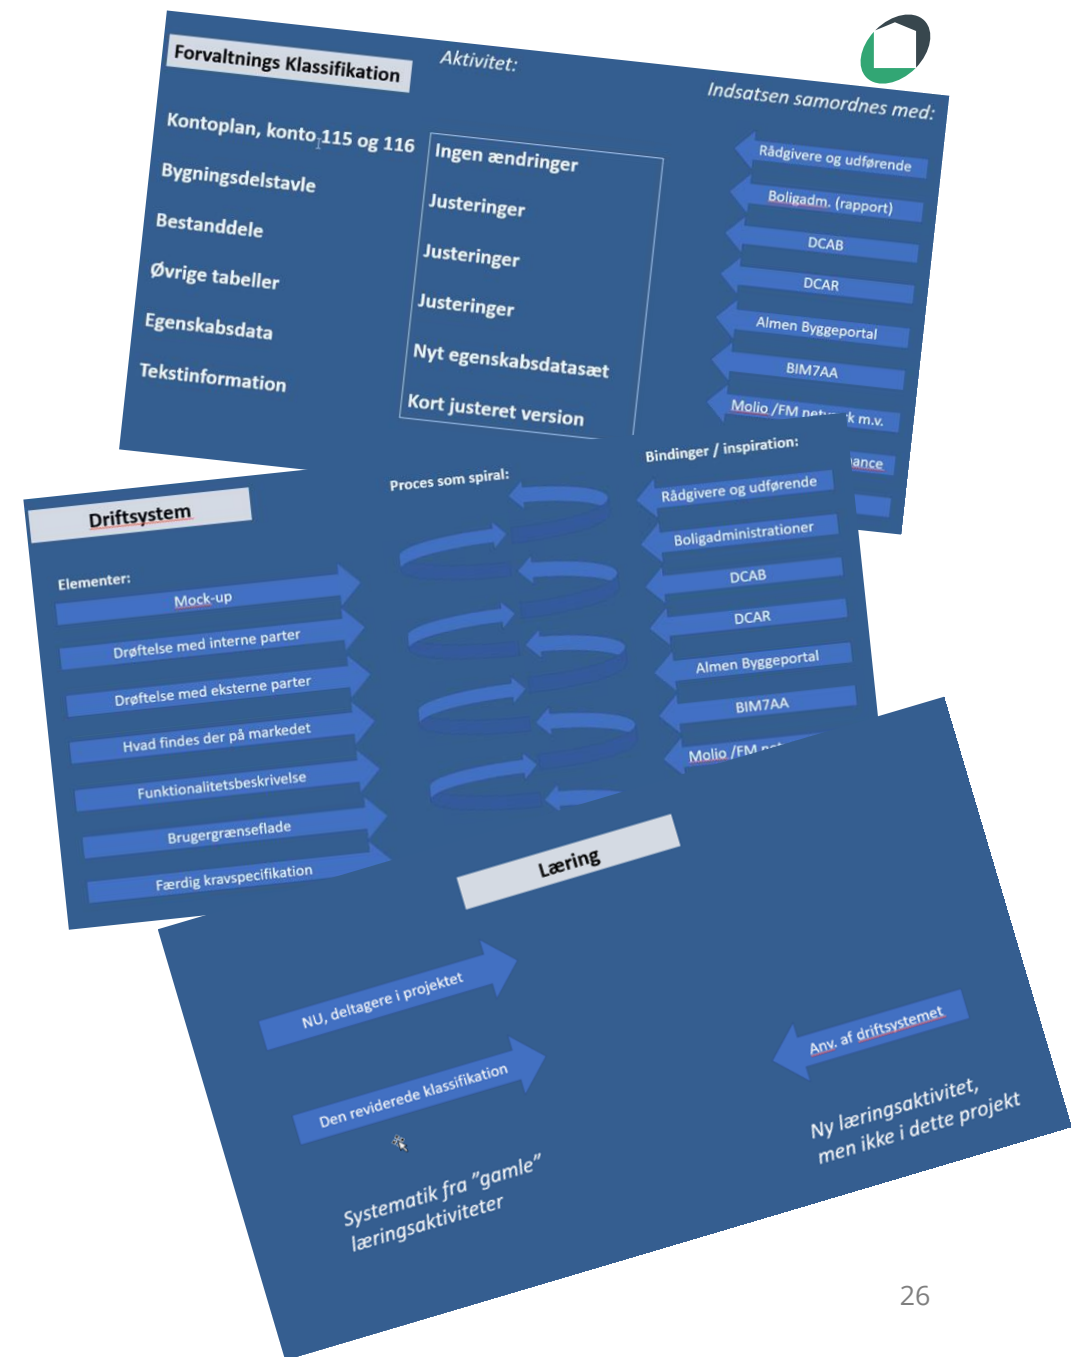 Forvaltnings Klassifikation
Aktivitet:
Indsatsen samordnes med:
Kontoplan, konto 115 og 116
Bygningsdelstavle
Bestanddele
Øvrige tabeller
Egenskabsdata
Tekstinformation
Ingen ændringer
Justeringer
Justeringer
Justeringer
Nyt egenskabsdatasæt
Kort justeret version
Rådgivere og udførende
Boligadm. (rapport)
DCAB
DCAR
Almen Byggeportal
BIM7AA
Molio /FM m.v.
Driftsystem
Proces som spiral:
Bindinger / inspiration:
Elementer:
Mock-up
Drøftelse med interne parter
Drøftelse med eksterne parter
Hvad findes der på markedet
Funktionalitetsbeskrivelse
Brugergrænseflade
Færdig kravspecifikation
Rådgivere og udførende
Boligadministrationer
DCAB
DCAR
Almen Byggeportal
BIM7AA
Molio /FM
Læring
NU, deltagere i projektet
Den reviderede klassifikation
Systematik fra ”gamle”
læringsaktiviteter
Anv. af driftsystemet
Ny læringsaktivitet,
men ikke i dette projekt
26